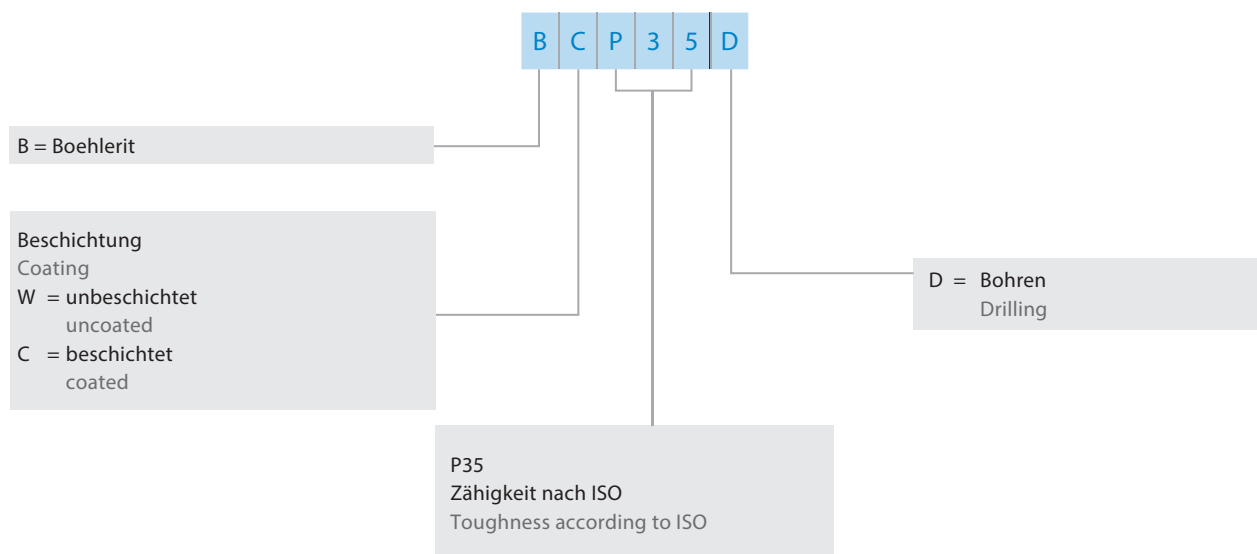 B C P 3 5 D
B = Boehlerit
Beschichtung
Coating
W = unbeschichtet
uncoated
C = beschichtet
coated
D = Bohren
Drilling
P35
Zähigkeit nach ISO
Toughness according to ISO